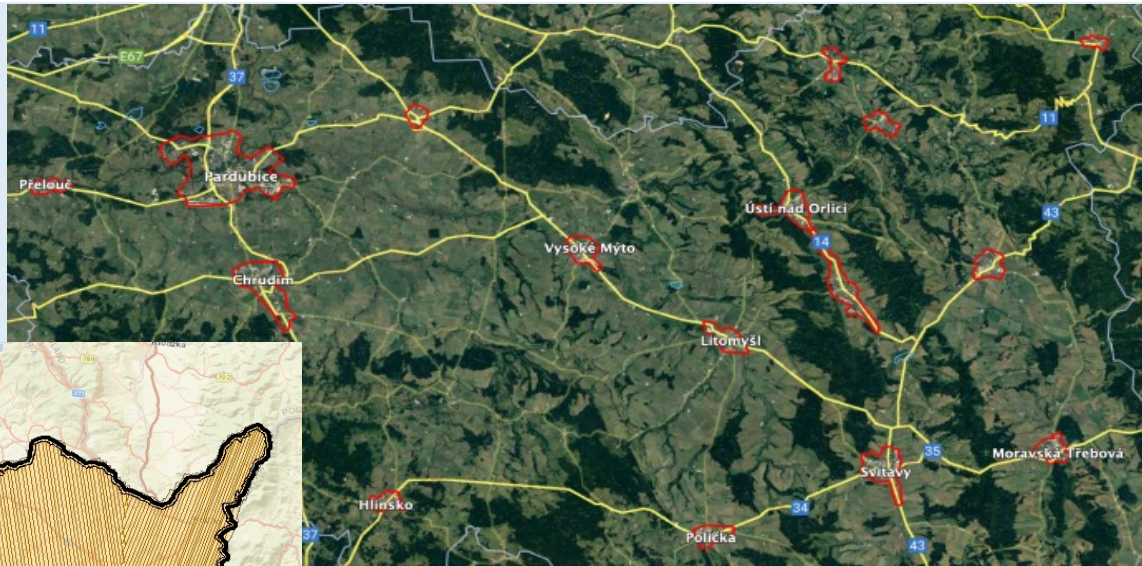 11
E67
37
11
Pardubice
Přelouč
Ústí nad Orlicí
43
14
Vysoké Mýto
Chrudim
Litomyšl
35
Moravská Třebová
Svitavy
Hlinsko
34
37
Polička
43